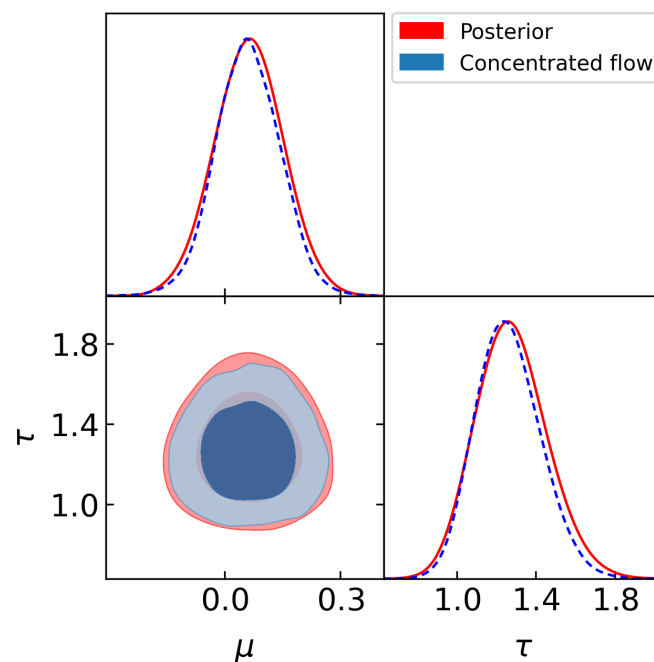 Posterior
Concentrated flow
1.8
1.4
1.0
τ
0.0 0.3
μ
1.0 1.4 1.8
τ